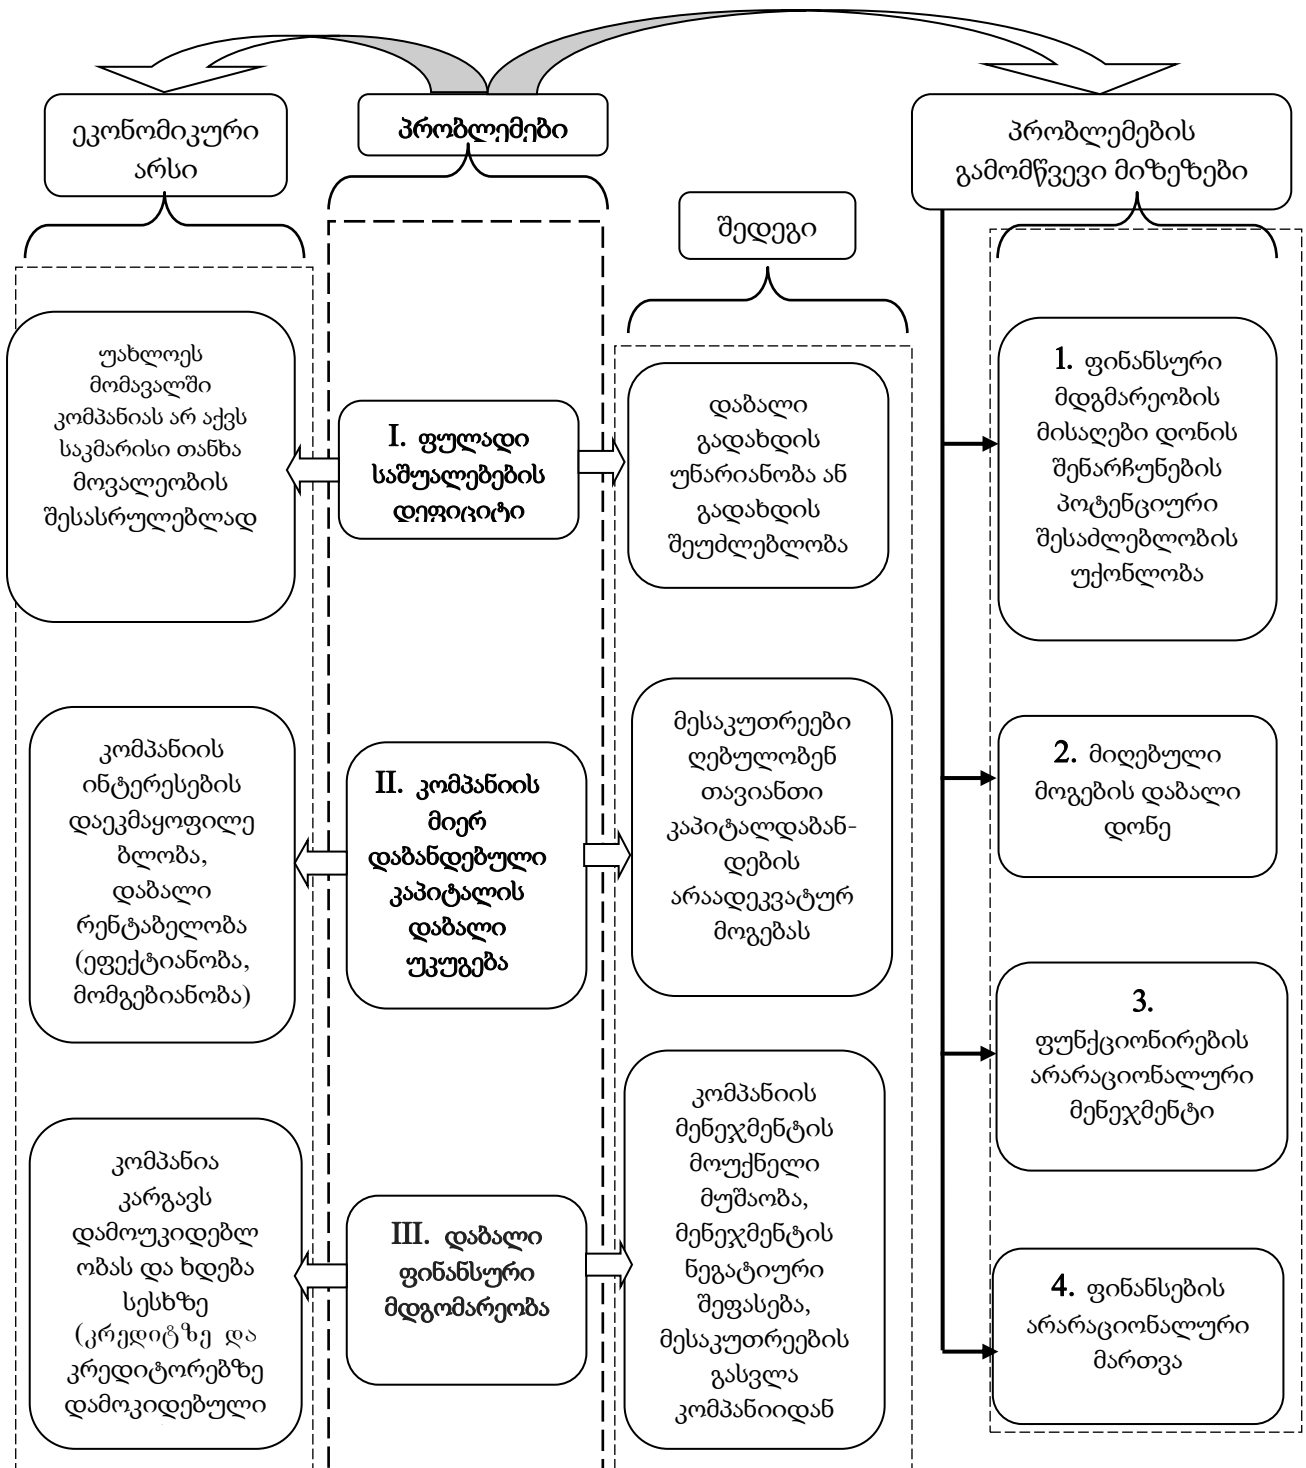 ეკონომიკური
არსი
პრობლემები
შედეგი
პრობლემების
გამომწვევი მიზეზები
უახლოეს
მომავალში
კომპანიას არ აქვს
საკმარისი თანხა
მოვალეობის
შესასრულებლად
I. ფულადი
საშუალებების
დეფიციტი
დაბალი
გადახდის
უნარიანობა ან
გადახდის
შეუძლებლობა
კომპანიის
ინტერესების
დაეკმაყოფილე
ბლობა,
დაბალი
რენტაბელობა
(ეფექტიანობა,
მომგებიანობა)
II. კომპანიის
მიერ
დაბანდებული
კაპიტალის
დაბალი
უკუგება
მესაკუთრეები
ღებულობენ
თავიანთი
კაპიტალდაბან-
დების
არაადეკვატურ
მოგებას
კომპანია
კარგავს
დამოუკიდებლ
ობას და ხდება
სესხზე
(კრედიტზე და
კრედიტორებზე
დამოკიდებული
III. დაბალი
ფინანსური
მდგომარეობა
კომპანიის
მენეჯმენტის
მოუქნელი
მუშაობა,
მენეჯმენტის
ნეგატიური
შეფასება,
მესაკუთრეების
გასვლა
კომპანიიდან
1. ფინანსური
მდგმარეობის
მისაღები დონის
შენარჩუნების
პოტენციური
შესაძლებლობის
უქონლობა
2. მიღებული
მოგების დაბალი
დონე
3.
ფუნქციონირების
არარაციონალური
მენეჯმენტი
4. ფინანსების
არარაციონალური
მართვა